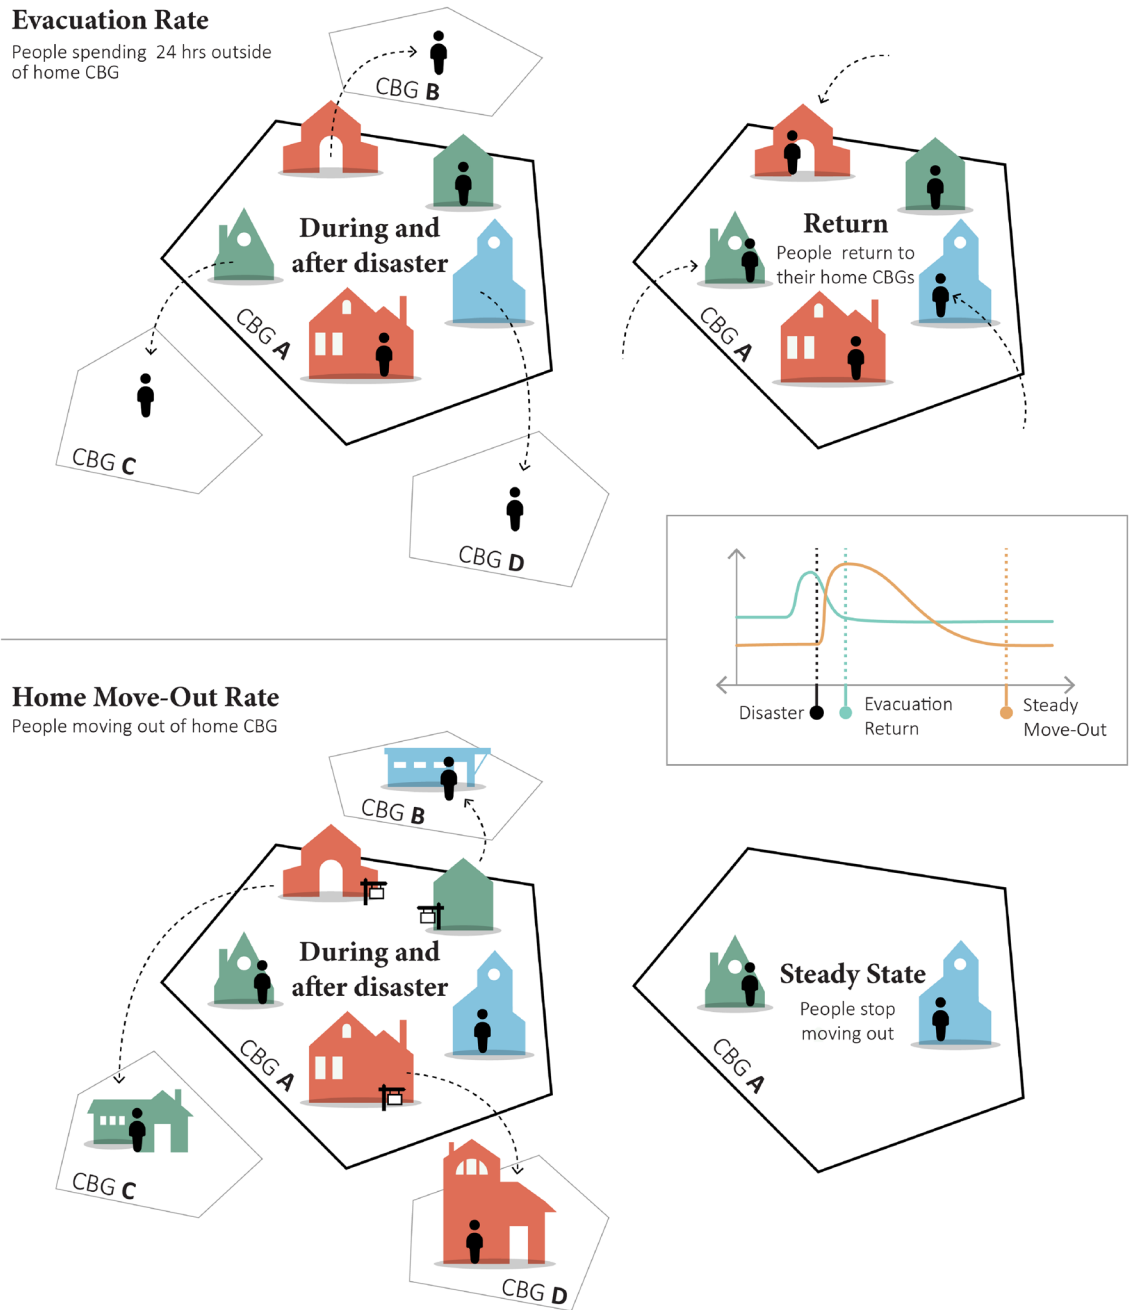 Evacuation Rate
People spending 24 hrs outside
of home CBG
CBG B
During and
after disaster
CBG A
CBG C
CBG D
Return
People return to
their home CBGs
CBG A
Disaster
Evacuation
Return
Steady
Move-Out
Home Move-Out Rate
People moving out of home CBG
CBG B
During and
after disaster
CBG A
CBG C
CBG D
Steady State
People stop
moving out
CBG A